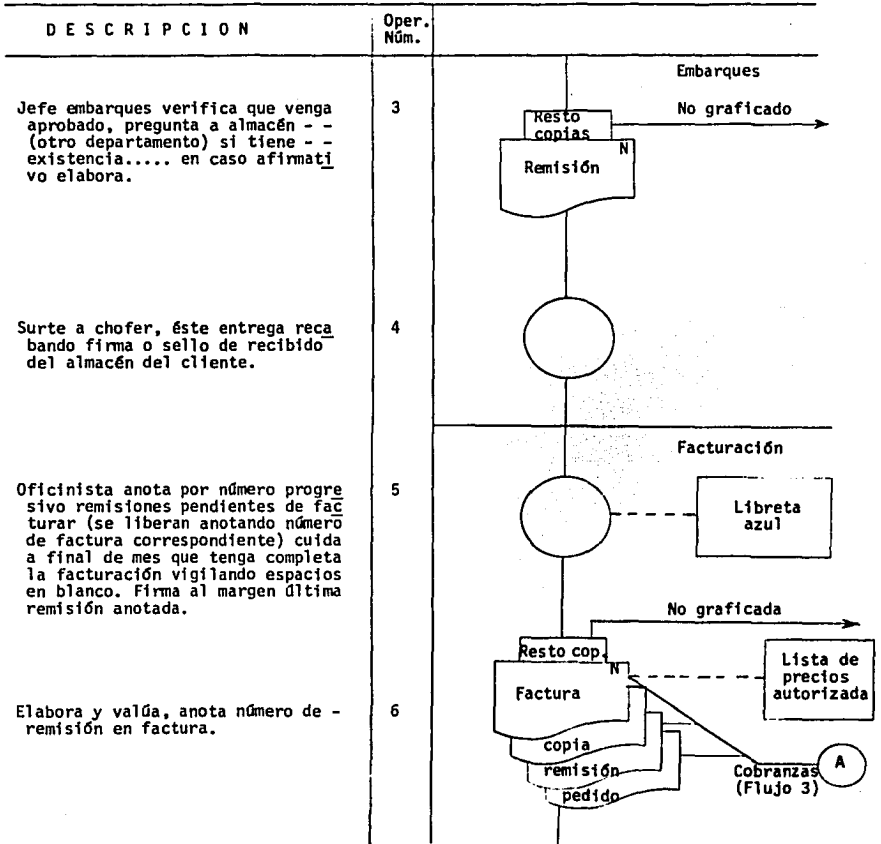 D E S C R I P C I O N
Oper.
Núm.
Embarques
Jefe embarques verifica que venga
aprobado, pregunta a almacén - -
(otro departamento) si tiene - -
existencia..... en caso afirmati
vo elabora.
3
No graficado
Resto
copias
N
Remisión
Surte a chofer, éste entrega reca
bando firma o sello de recibido
del almacén del cliente.
4
Facturación
Oficinista anota por número progre
sivo remisiones pendientes de fac
turar (se liberan anotando número
de factura correspondiente) cuida
a final de mes que tenga completa
la facturación vigilando espacios
en blanco. Firma al margen última
remisión anotada.
5
Libreta
azul
No graficada
Resto cop.
N
Factura
Lista de
precios
autorizada
Elabora y valúa, anota número de -
remisión en factura.
6
copia
remisión
pedido
Cobranzas
(Flujo 3)
A